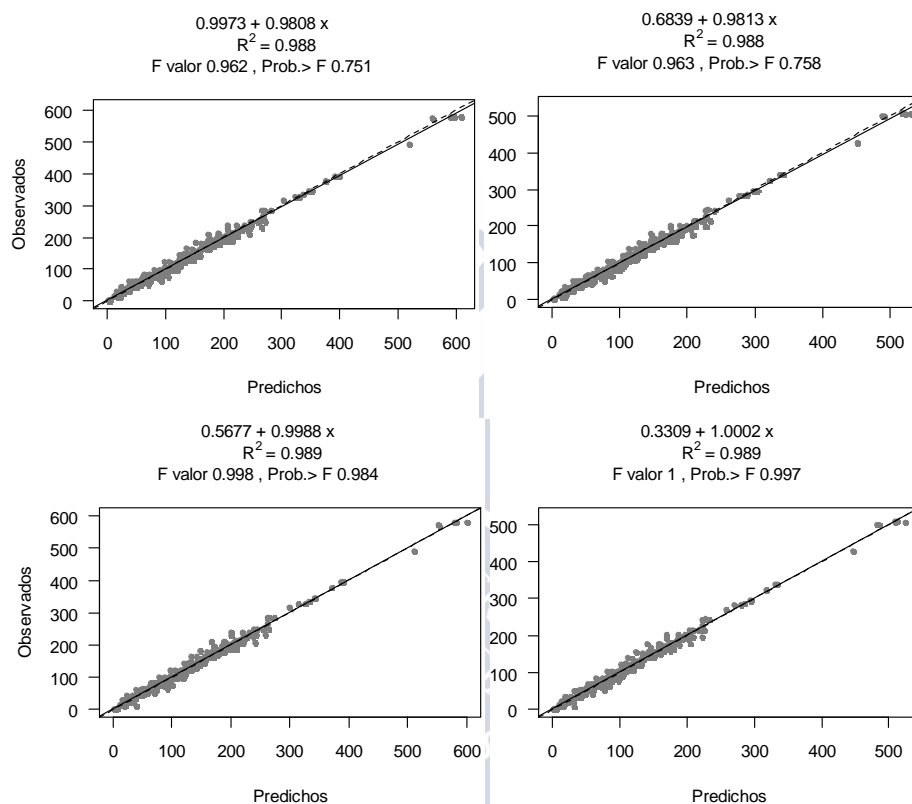 0.9973 + 0.9808 x
R² = 0.988
F valor 0.962 , Prob.> F 0.751
600
500
400
300
200
100
0
Observados
0 100 200 300 400 500 600
Predichos
0.6839 + 0.9813 x
R² = 0.988
F valor 0.963 , Prob.> F 0.758
500
400
300
200
100
0
0 100 200 300 400 500
Predichos
0.5677 + 0.9988 x
R² = 0.989
F valor 0.998 , Prob.> F 0.984
600
500
400
300
200
100
0
Observados
0 100 200 300 400 500 600
Predichos
0.3309 + 1.0002 x
R² = 0.989
F valor 1 , Prob.> F 0.997
500
400
300
200
100
0
0 100 200 300 400 500
Predichos